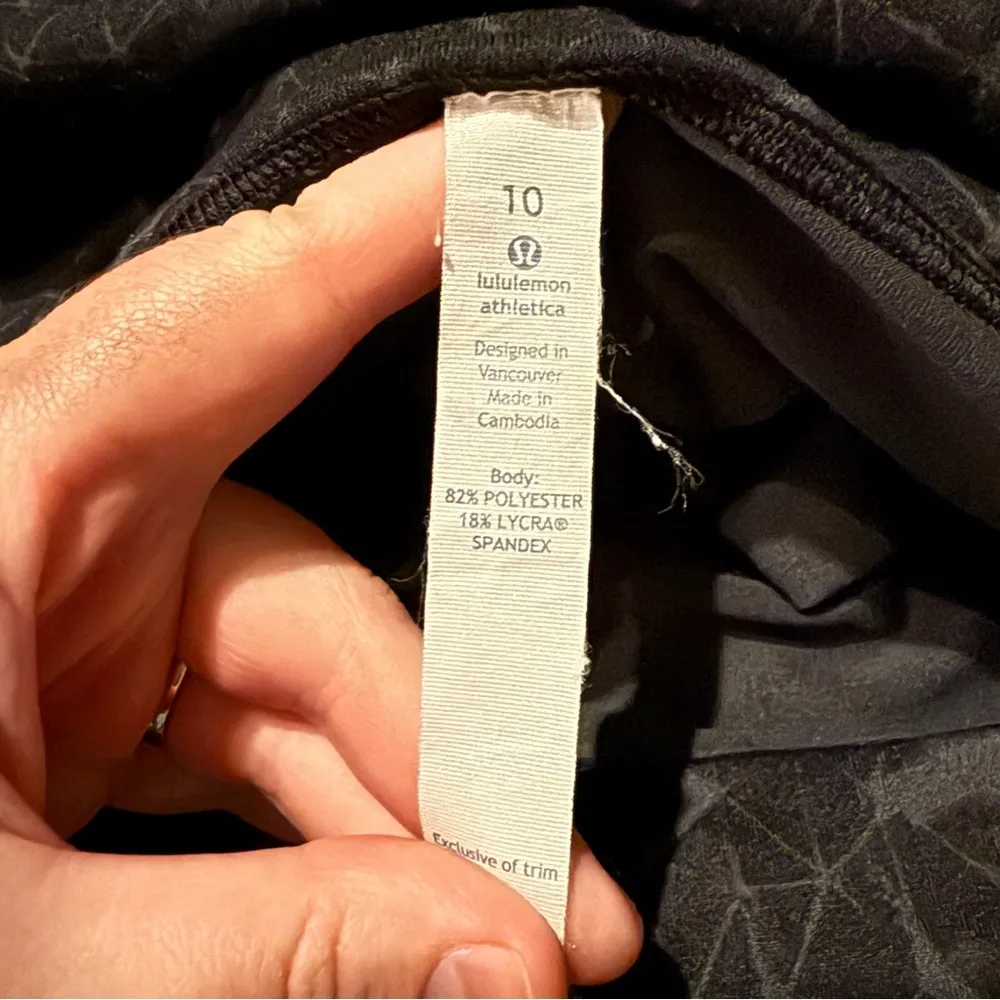 10
lululemon
athletica
Designed in
Vancouver
Made in
Cambodia
Body:
82% POLYESTER
18% LYCRA®
SPANDEX
Exclusive of trim